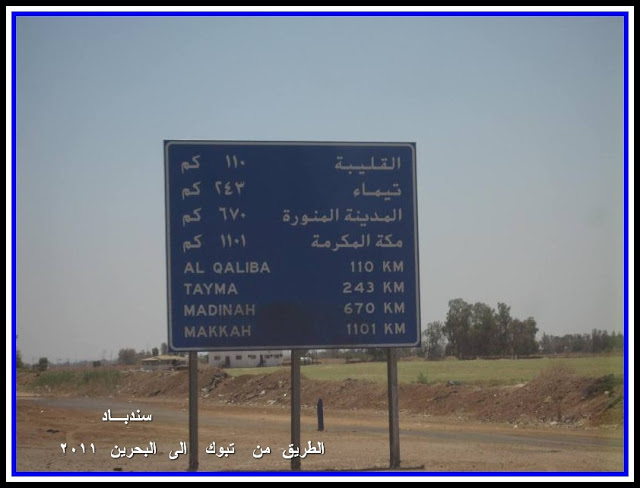 القليبة ١١٠ كم
تيماء ٢٤٣ كم
المدينة المنورة ٦٧٠ كم
مكة المكرمة ١١٠١ كم
AL QALIBA 110 KM
TAYMA 243 KM
MADINAH 670 KM
MAKKAH 1101 KM
سندباد
الطريق من تبوك الى البحرين ٢٠١١